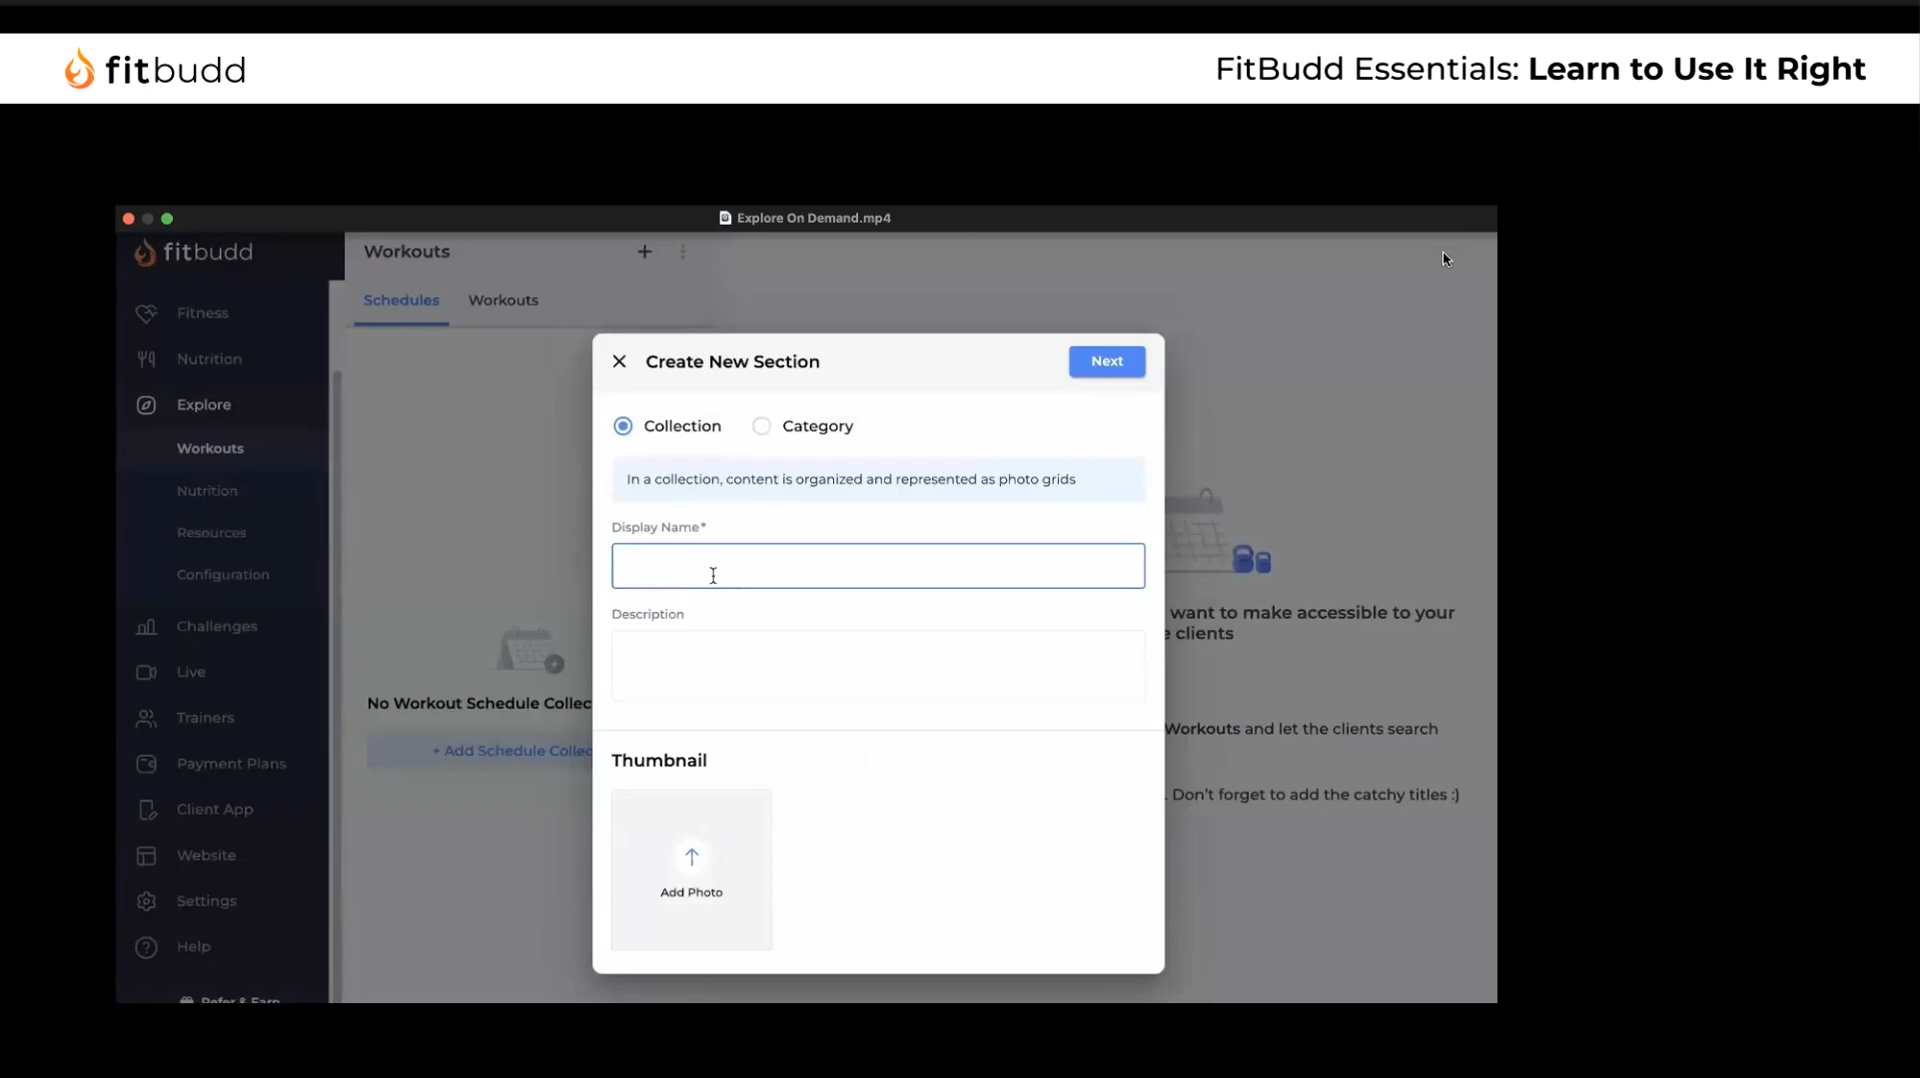 fitbudd
FitBudd Essentials: Learn to Use It Right
Explore On Demand.mp4
fitbudd
Fitness
Nutrition
Explore
Workouts
Nutrition
Resources
Configuration
Challenges
Live
Trainers
Payment Plans
Client App
Website
Settings
Help
Refer & Earn
Workouts
Schedules
Workouts
No Workout Schedule Collec
+ Add Schedule Collec
Create New Section
Next
Collection
Category
In a collection, content is organized and represented as photo grids
Display Name*
Description
Thumbnail
Add Photo
want to make accessible to your
e clients
Workouts and let the clients search
. Don't forget to add the catchy titles :)